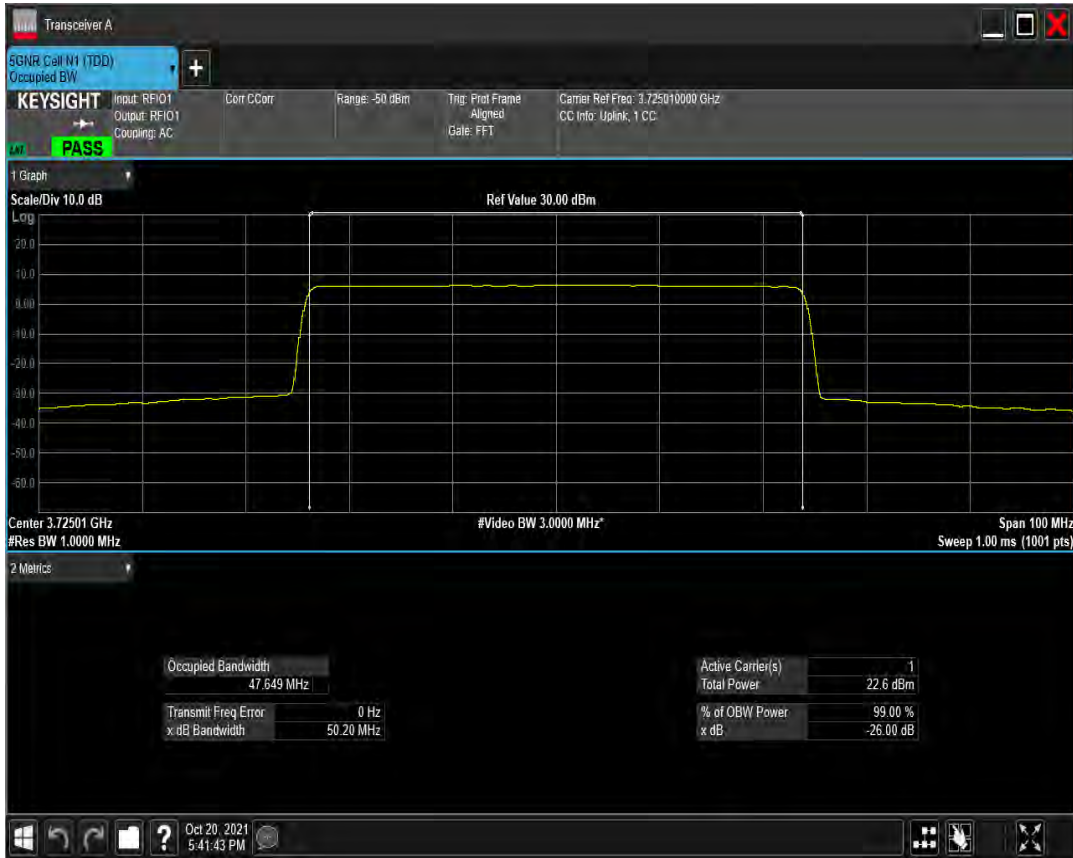 Transceiver A
5GNR Cell N1 (TDD)
Occupied BW
+
KEYSIGHT
Input: RFIO1
Output: RFIO1
Coupling: AC
Corr CCorr
Range: -50 dBm
Trig: Prot Frame
Aligned
Gate: FFT
Carrier Ref Freq: 3.725010000 GHz
CC Info: Uplink, 1 CC
PASS
1 Graph
Scale/Div 10.0 dB
Ref Value 30.00 dBm
Log
20.0
10.0
0.00
-10.0
-20.0
-30.0
-40.0
-50.0
-60.0
Center 3.72501 GHz
#Video BW 3.0000 MHz*
Span 100 MHz
#Res BW 1.0000 MHz
Sweep 1.00 ms (1001 pts)
2 Metrics
Occupied Bandwidth
47.649 MHz
Transmit Freq Error 0 Hz
x dB Bandwidth 50.20 MHz
Active Carrier(s) 1
Total Power 22.6 dBm
% of OBW Power 99.00 %
x dB -26.00 dB
?
Oct 20, 2021
5:41:43 PM